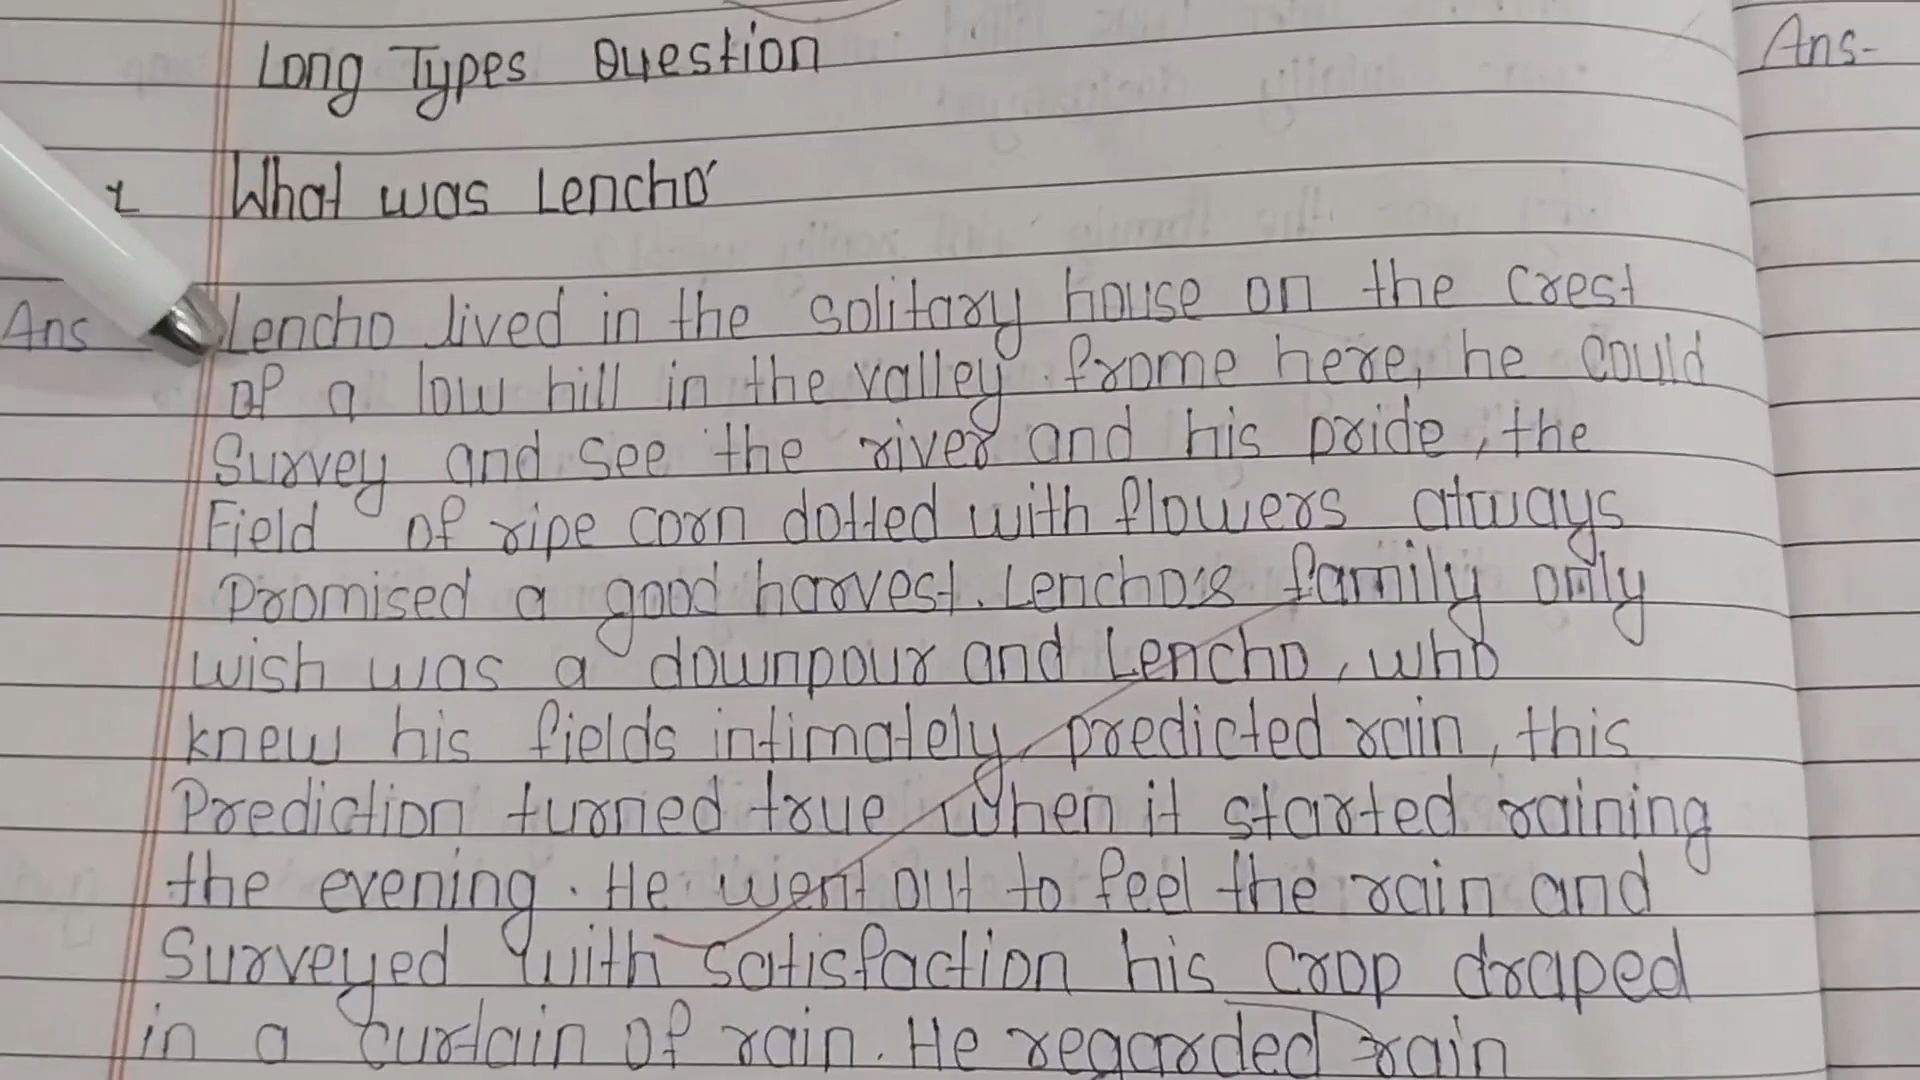 Long Types Question
Ans-
1 What was Lencho
Ans Lencho lived in the solitary house on the crest
of a low hill in the valley. frome here, he could
Survey and see the river and his pride, the
Field of ripe corn dotted with flowers always
Promised a good harvest. Lencho's family only
wish was a downpour and Lencho, who
knew his fields intimately, predicted rain, this
Prediction turned true when it started raining
the evening. He went out to feel the rain and
Surveyed with satisfaction his crop draped
in a curtain of rain. He regarded rain